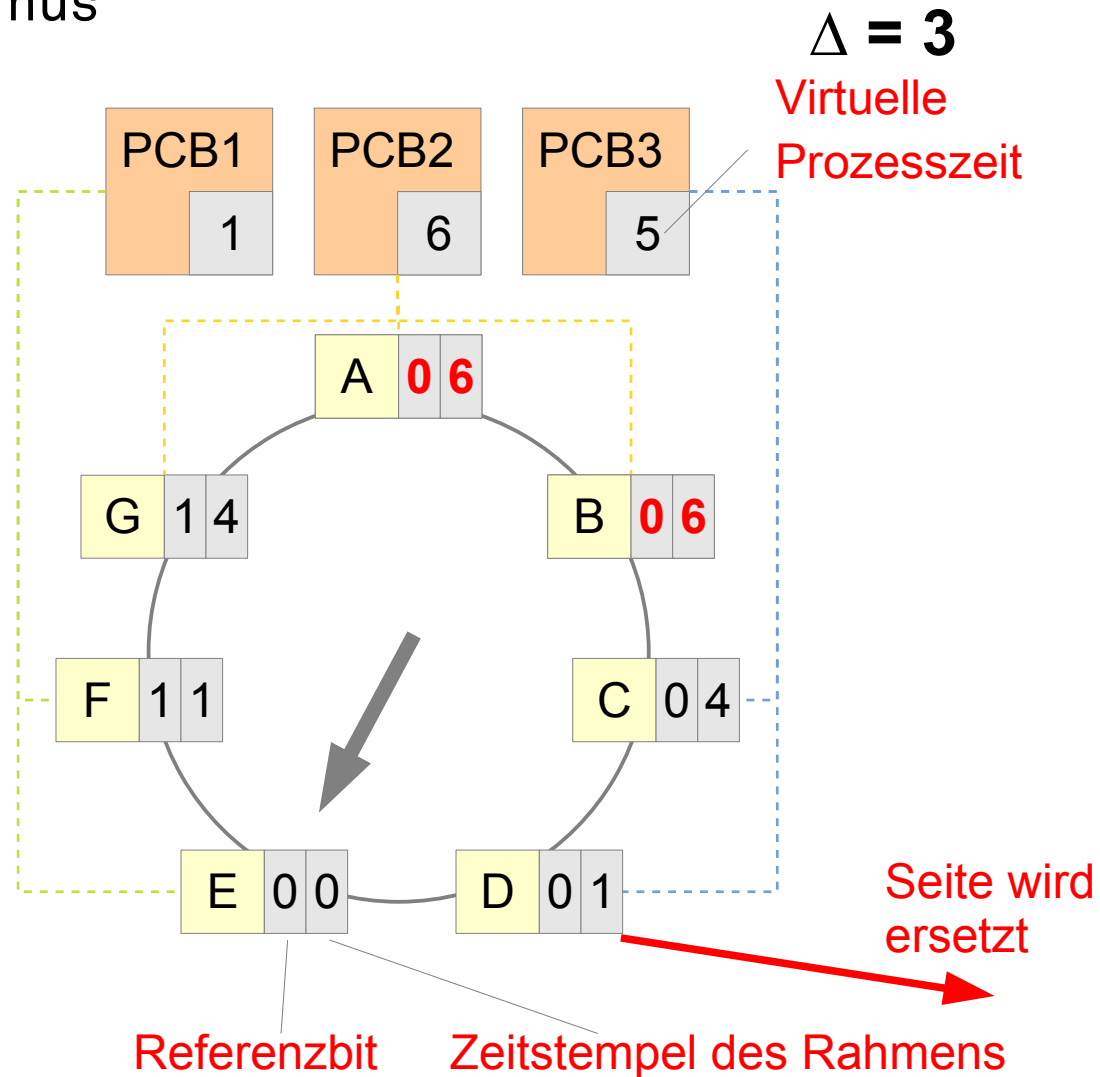 nus
Δ = 3
Virtuelle
Prozesszeit
PCB1
1
PCB2
6
PCB3
5
A 0 6
G 1 4
B 0 6
F 1 1
C 0 4
E 0 0
D 0 1
Seite wird
ersetzt
Referenzbit
Zeitstempel des Rahmens